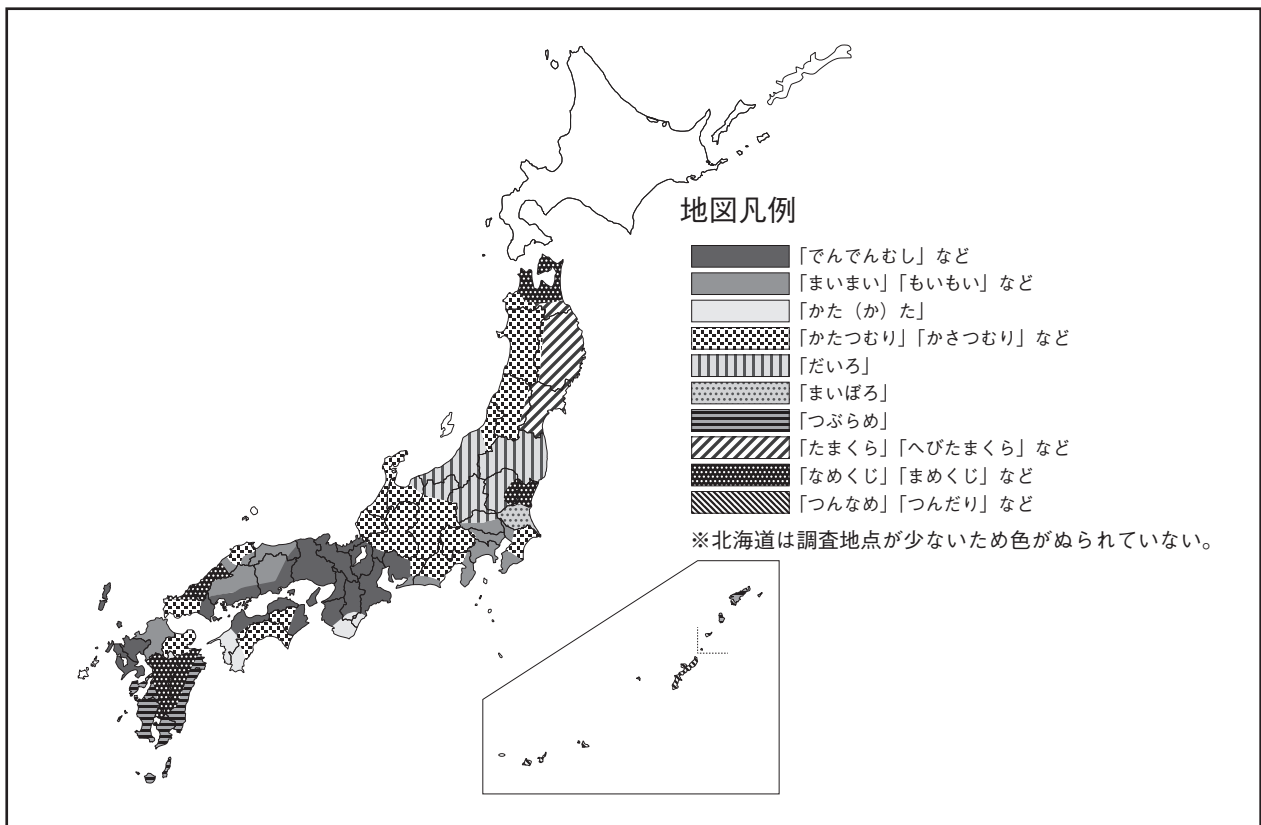 地図凡例
「でんでんむし」など
「まいまい」「もいもい」など
「かた（か）た」
「かたつむり」「かさつむり」など
「だいろ」
「まいぼろ」
「つぶらめ」
「たまくら」「へびたまくら」など
「なめくじ」「まめくじ」など
「つんなめ」「つんだり」など
※北海道は調査地点が少ないため色がぬられていない。